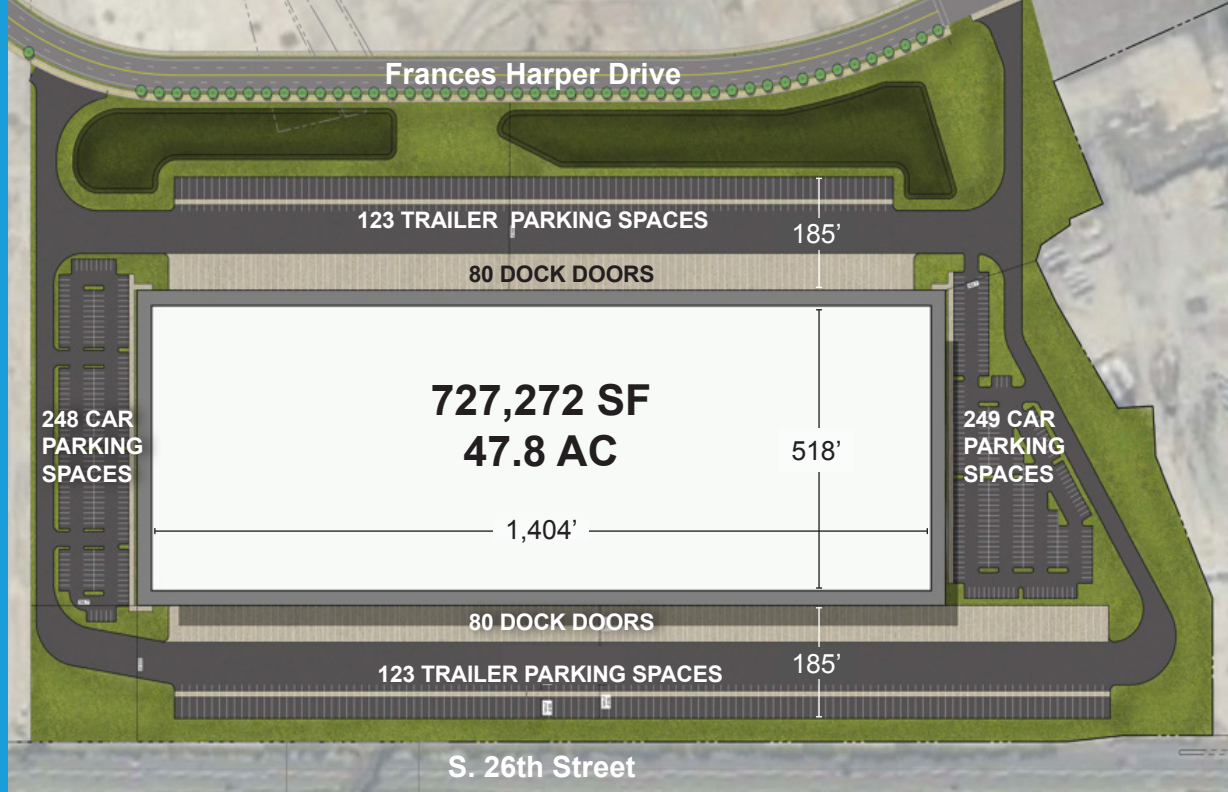 Frances Harper Drive
123 TRAILER PARKING SPACES
185’
80 DOCK DOORS
727,272 SF
47.8 AC
248 CAR
PARKING
SPACES
249 CAR
PARKING
SPACES
518’
1,404’
80 DOCK DOORS
123 TRAILER PARKING SPACES
185’
S. 26th Street